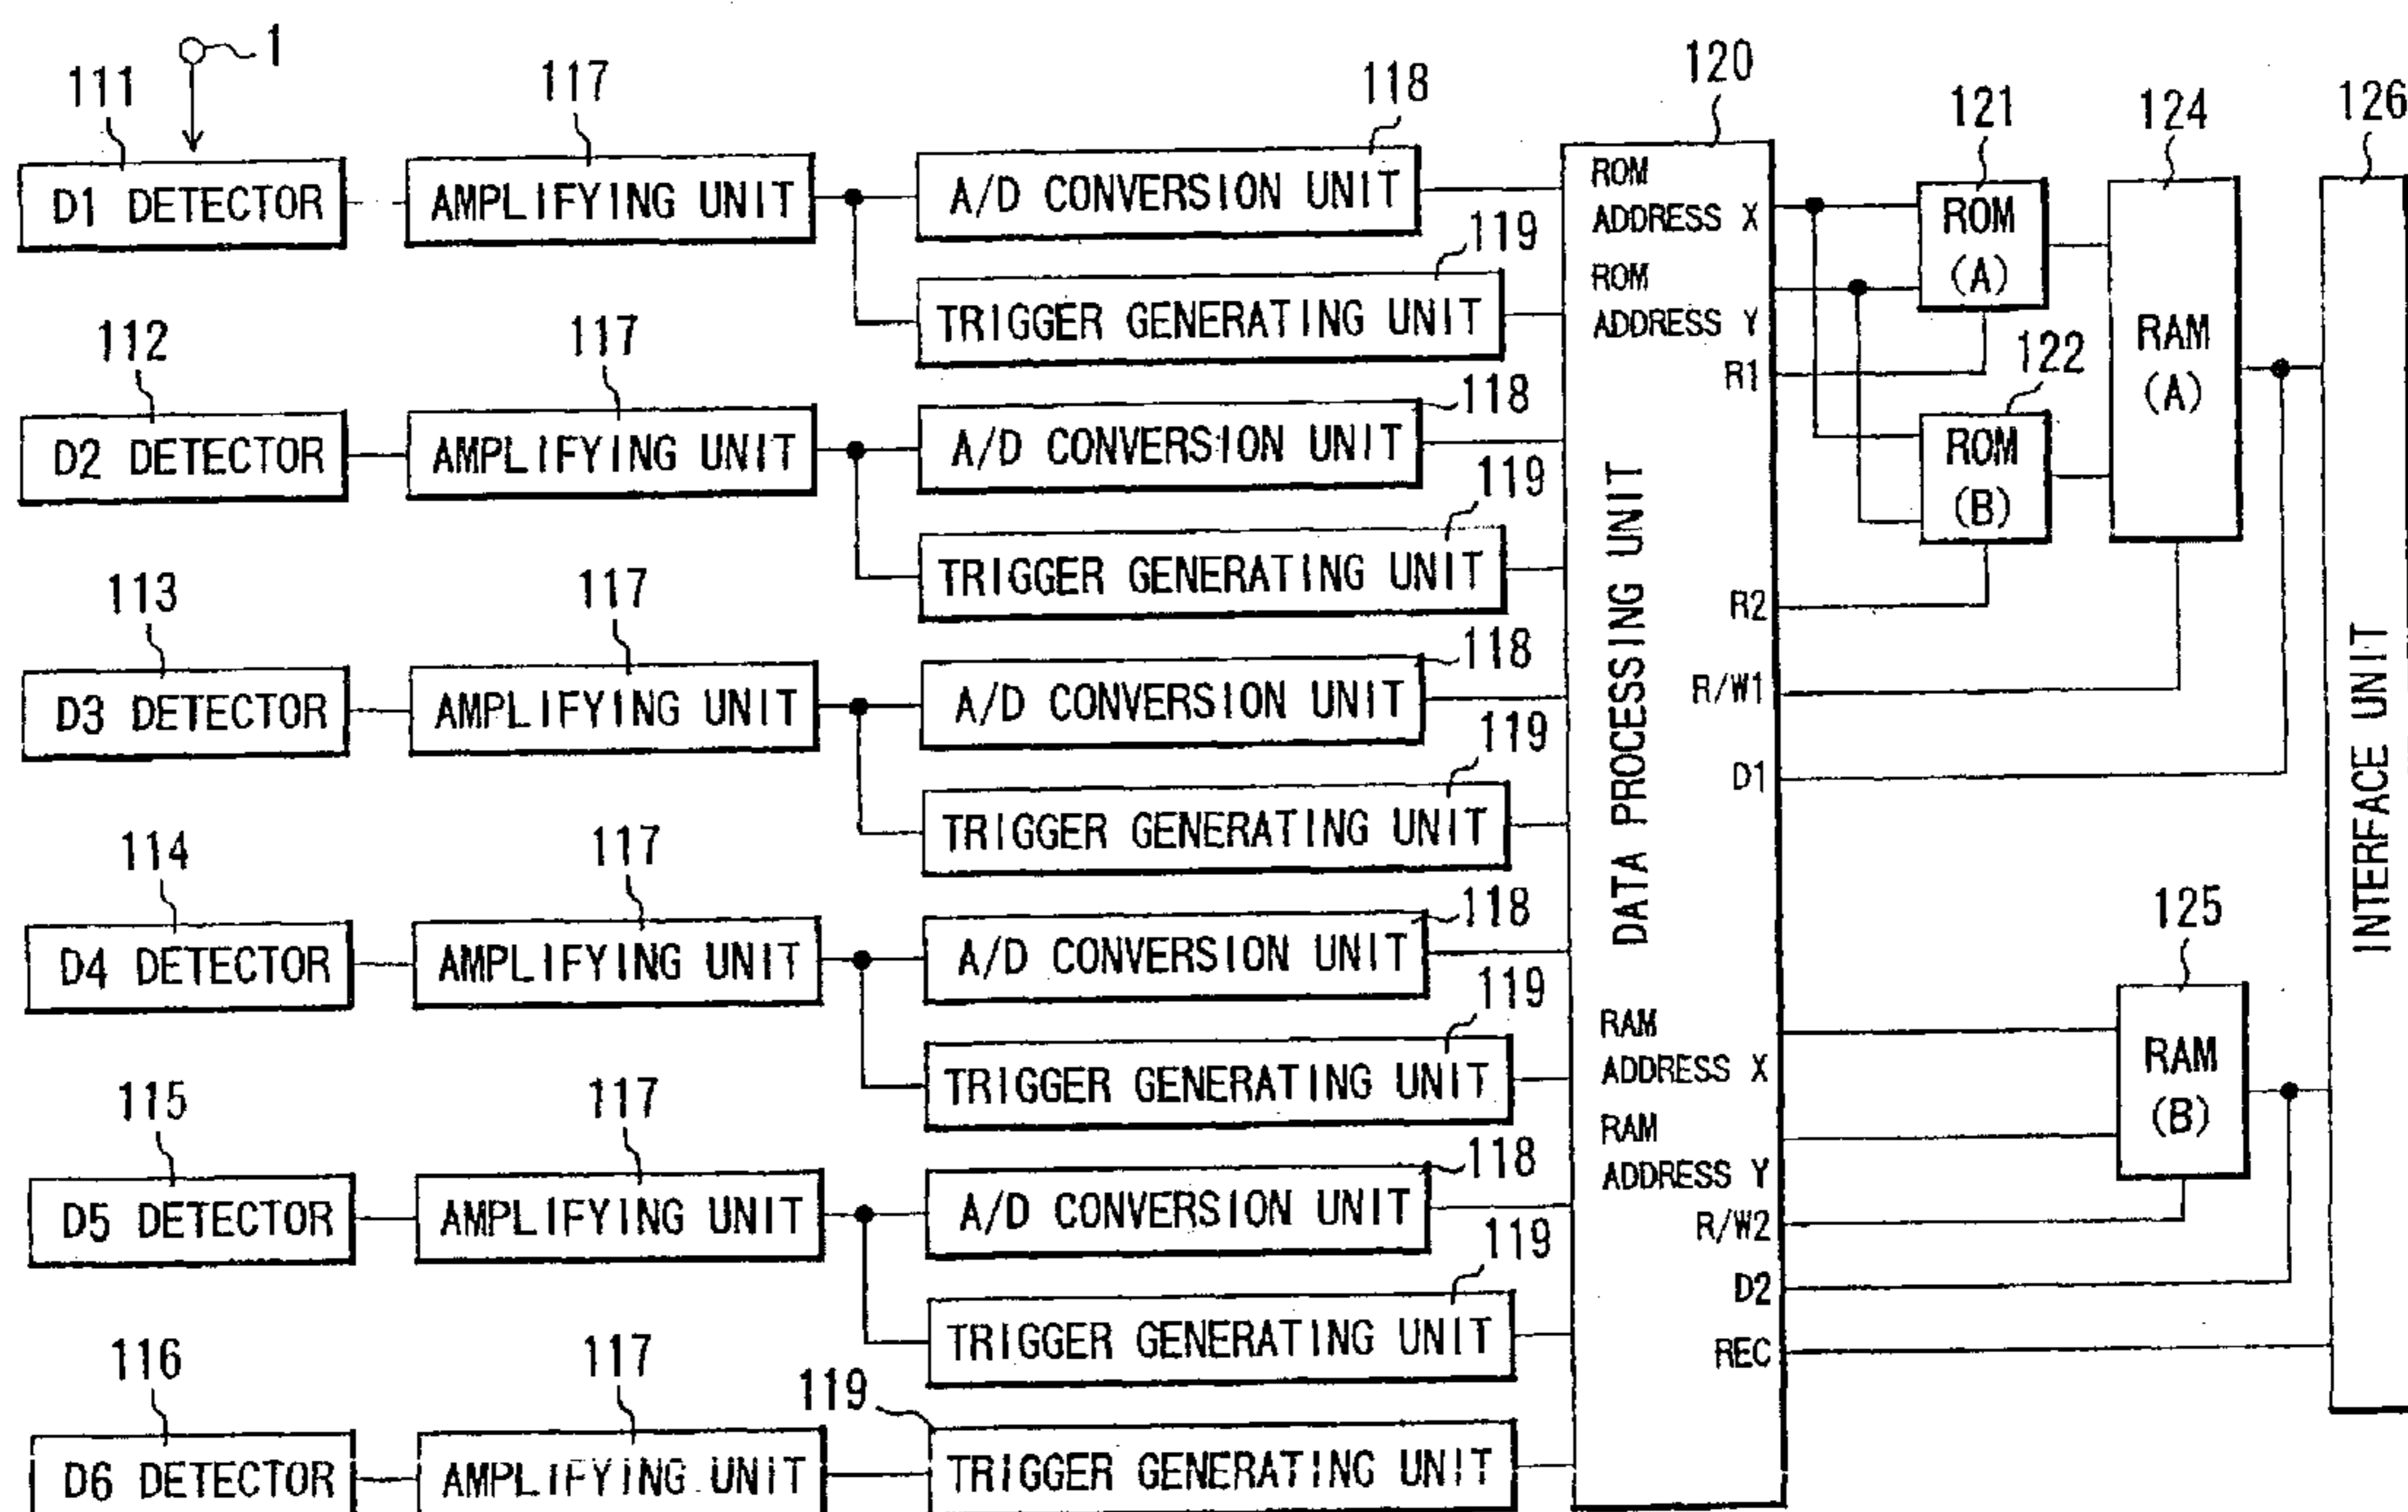 1
111
117
118
120
121
124
126
D1 DETECTOR
AMPLIFYING UNIT
A/D CONVERSION UNIT
119
TRIGGER GENERATING UNIT
112
117
118
D2 DETECTOR
AMPLIFYING UNIT
A/D CONVERSION UNIT
119
TRIGGER GENERATING UNIT
113
117
118
D3 DETECTOR
AMPLIFYING UNIT
A/D CONVERSION UNIT
119
TRIGGER GENERATING UNIT
114
117
118
D4 DETECTOR
AMPLIFYING UNIT
A/D CONVERSION UNIT
119
TRIGGER GENERATING UNIT
115
117
118
D5 DETECTOR
AMPLIFYING UNIT
A/D CONVERSION UNIT
119
TRIGGER GENERATING UNIT
116
117
119
D6 DETECTOR
AMPLIFYING UNIT
TRIGGER GENERATING UNIT
DATA PROCESSING UNIT
ROM
ADDRESS X
ROM
ADDRESS Y
R1
R2
R/W1
D1
RAM
ADDRESS X
RAM
ADDRESS Y
R/W2
D2
REC
ROM
(A)
122
ROM
(B)
RAM
(A)
125
RAM
(B)
INTERFACE UNIT